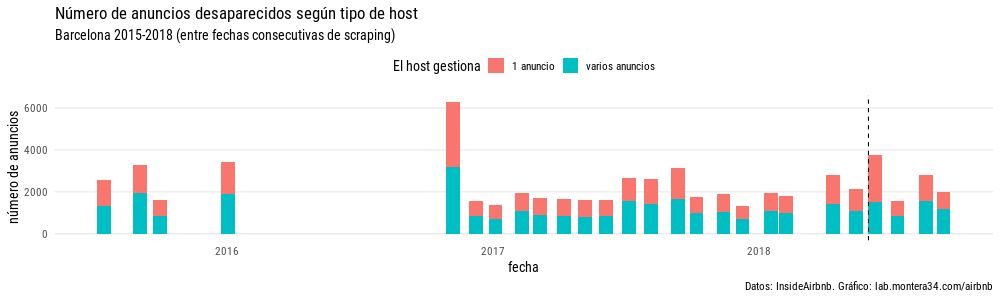 Número de anuncios desaparecidos según tipo de host
Barcelona 2015-2018 (entre fechas consecutivas de scraping)
El host gestiona 1 anuncio varios anuncios
número de anuncios
6000
4000
2000
0
2016 2017 2018
fecha
Datos: InsideAirbnb. Gráfico: lab.montera34.com/airbnb